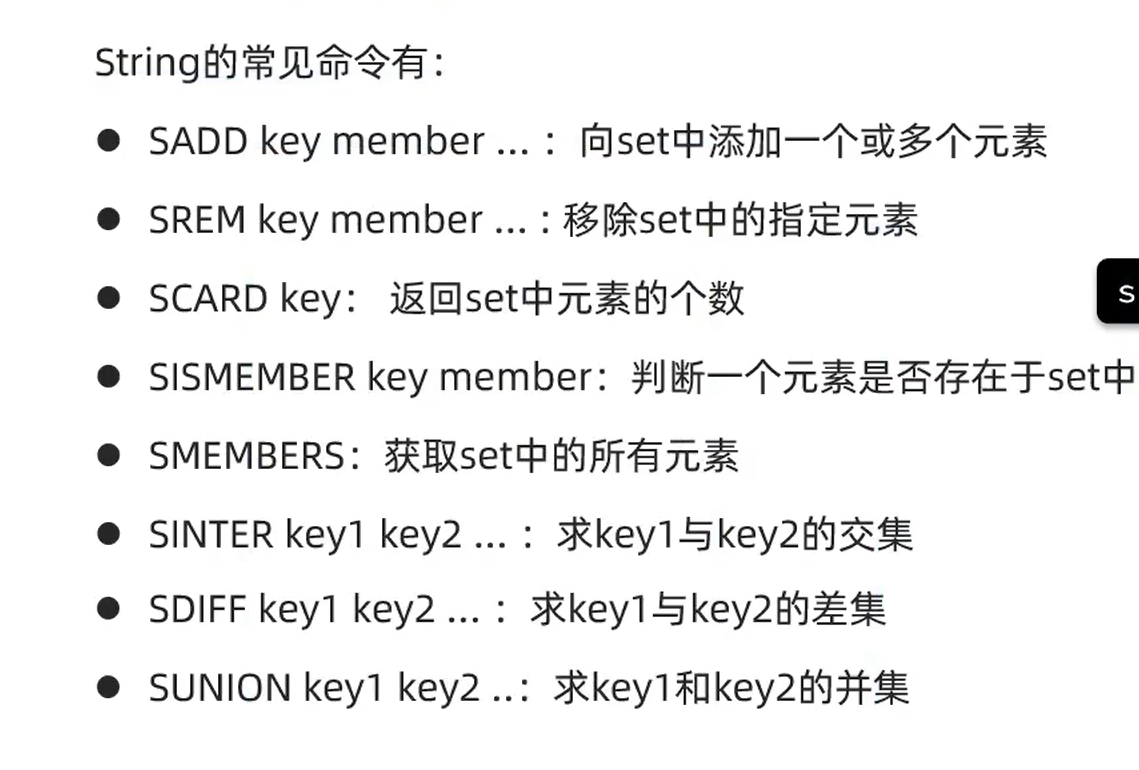 String的常见命令有：
● SADD key member ... ：向set中添加一个或多个元素
● SREM key member ... : 移除set中的指定元素
● SCARD key： 返回set中元素的个数
s
● SISMEMBER key member：判断一个元素是否存在于set中
● SMEMBERS：获取set中的所有元素
● SINTER key1 key2 ... ：求key1与key2的交集
● SDIFF key1 key2 ... ：求key1与key2的差集
● SUNION key1 key2 ..：求key1和key2的并集